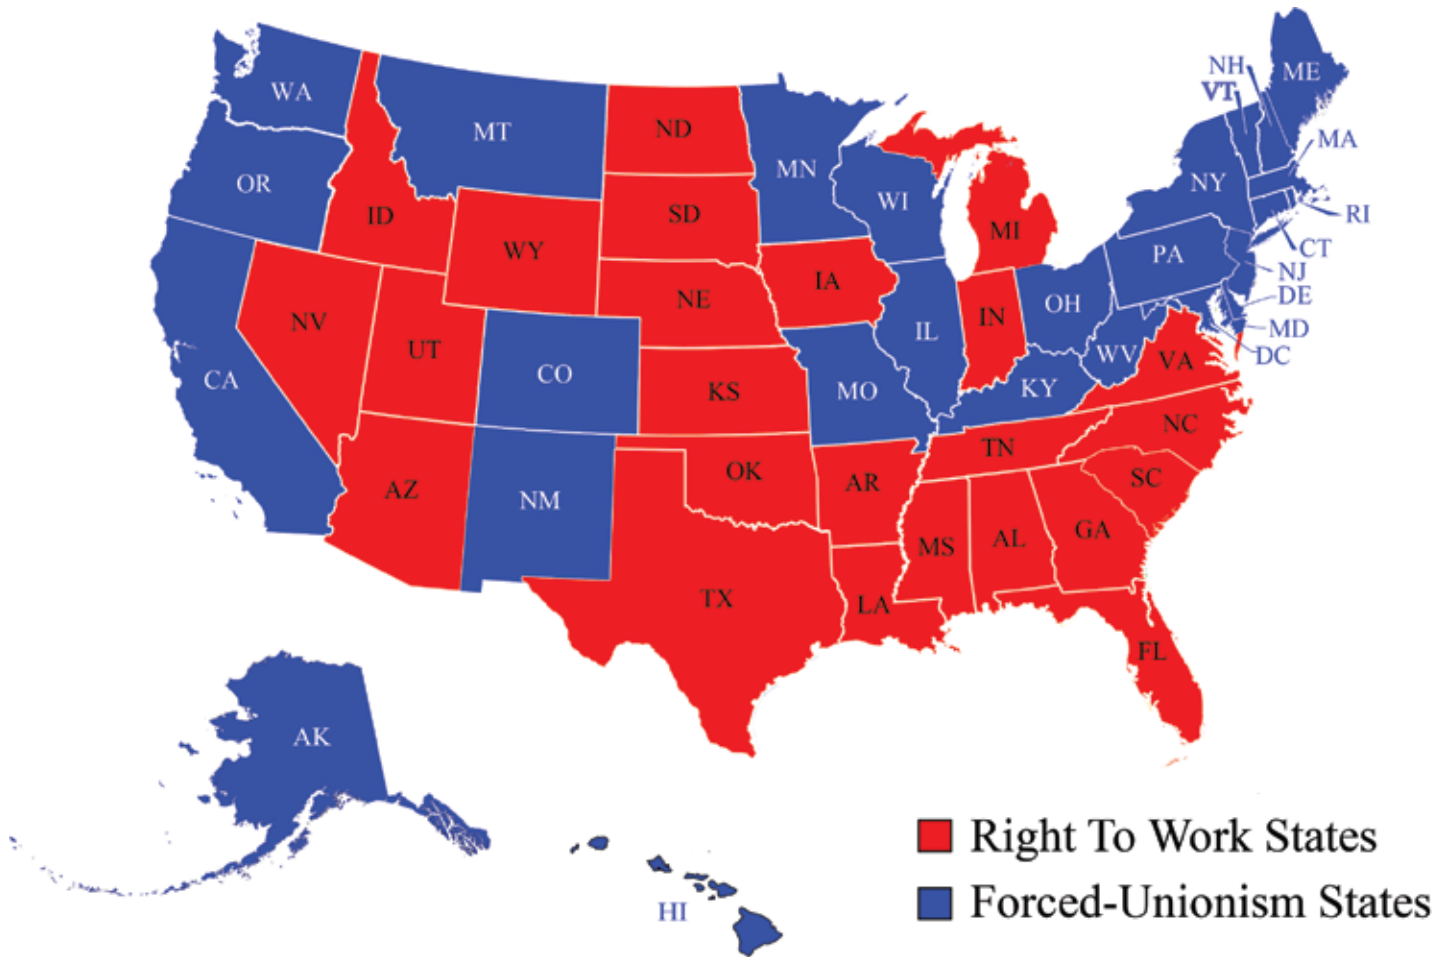 NH
ME
VT
WA
MT
ND
MN
MA
OR
ID
SD
WI
NY
RI
WY
MI
CT
PA
NJ
IA
NE
DE
OH
NV
IN
IL
MD
UT
DC
WV
VA
CO
CA
KS
MO
KY
NC
TN
OK
SC
AZ
AR
NM
GA
AL
MS
TX
LA
FL
AK
HI
Right To Work States
Forced-Unionism States